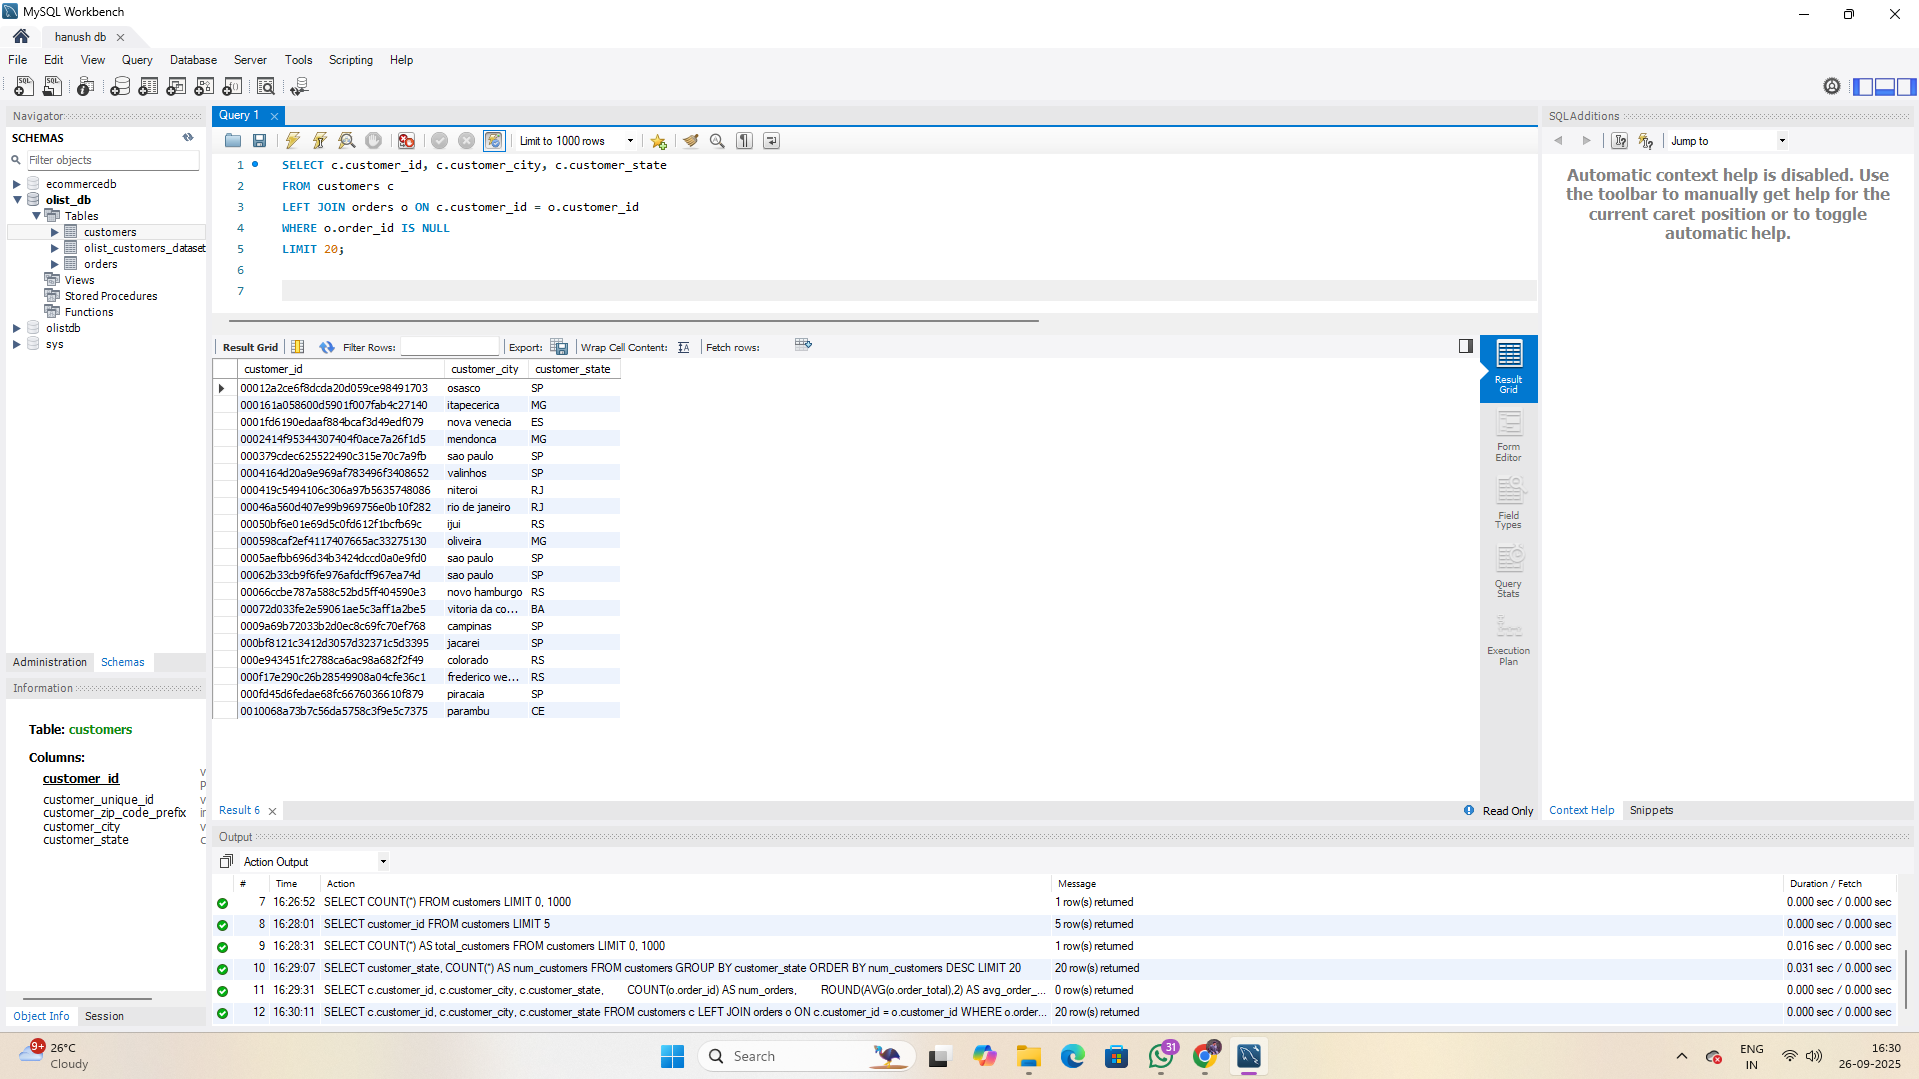 MySQL Workbench
hanush db
File Edit View Query Database Server Tools Scripting Help
Navigator
SCHEMAS
Filter objects
ecommercedb
olist_db
Tables
customers
olist_customers_dataset
orders
Views
Stored Procedures
Functions
olistdb
sys
Administration Schemas
Information
Table: customers
Columns:
customer_id
customer_unique_id
customer_zip_code_prefix
customer_city
customer_state
Object Info Session
Query 1
Limit to 1000 rows
1 SELECT c.customer_id, c.customer_city, c.customer_state
2 FROM customers c
3 LEFT JOIN orders o ON c.customer_id = o.customer_id
4 WHERE o.order_id IS NULL
5 LIMIT 20;
6
7
Result Grid Filter Rows: Export: Wrap Cell Content: Fetch rows:
customer_id customer_city customer_state
00012a2ce6f8dcda20d059ce98491703 osasco SP
000161a058600d5901f007fab4c27140 itapecerica MG
0001fd6190edaaf884bcaf3d49edf079 nova venecia ES
0002414f95344307404f0ace7a26f1d5 mendonca MG
000379cdec625522490c315e70c7a9fb sao paulo SP
0004164d20a9e969af783496f3408652 valinhos SP
000419c5494106c306a97b5635748086 niteroi RJ
00046a560d407e99b969756e0b10f282 rio de janeiro RJ
00050bf6e01e69d5c0fd612f1bcfb69c ijui RS
000598caf2ef4117407665ac33275130 oliveira MG
0005aefbb696d34b3424dccd0a0e9fd0 sao paulo SP
00062b33cb9f6fe976afdcff967ea74d sao paulo SP
00066ccbe787a588c52bd5ff404590e3 novo hamburgo RS
00072d033fe2e59061ae5c3aff1a2be5 vitoria da co... BA
0009a69b72033b2d0ec8c69fc70ef768 campinas SP
000bf8121c3412d3057d32371c5d3395 jacarei SP
000e943451fc2788ca6ac98a682f2f49 colorado RS
000f17e290c26b28549908a04cfe36c1 frederico we... RS
000fd45d6fedae68fc6676036610f879 piracaia SP
0010068a73b7c56da5758c3f9e5c7375 parambu CE
Result Grid
Form Editor
Field Types
Query Stats
Execution Plan
Result 6
Read Only
SQLAdditions
Jump to
Automatic context help is disabled. Use
the toolbar to manually get help for the
current caret position or to toggle
automatic help.
Context Help Snippets
Output
Action Output
# Time Action Message Duration / Fetch
7 16:26:52 SELECT COUNT(*) FROM customers LIMIT 0, 1000 1 row(s) returned 0.000 sec / 0.000 sec
8 16:28:01 SELECT customer_id FROM customers LIMIT 5 5 row(s) returned 0.000 sec / 0.000 sec
9 16:28:31 SELECT COUNT(*) AS total_customers FROM customers LIMIT 0, 1000 1 row(s) returned 0.016 sec / 0.000 sec
10 16:29:07 SELECT customer_state, COUNT(*) AS num_customers FROM customers GROUP BY customer_state ORDER BY num_customers DESC LIMIT 20 20 row(s) returned 0.031 sec / 0.000 sec
11 16:29:31 SELECT c.customer_id, c.customer_city, c.customer_state, COUNT(o.order_id) AS num_orders, ROUND(AVG(o.order_total),2) AS avg_order_... 0 row(s) returned 0.000 sec / 0.000 sec
12 16:30:11 SELECT c.customer_id, c.customer_city, c.customer_state FROM customers c LEFT JOIN orders o ON c.customer_id = o.customer_id WHERE o.order... 20 row(s) returned 0.000 sec / 0.000 sec
9+
26°C
Cloudy
Search
31
ENG
IN
16:30
26-09-2025